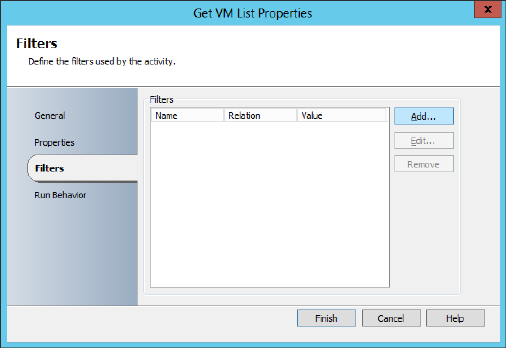 Get VM List Properties
x
Filters
Define the filters used by the activity.
General
Properties
Filters
Run Behavior
Filters
Name Relation Value
Add...
Edit...
Remove
Finish Cancel Help